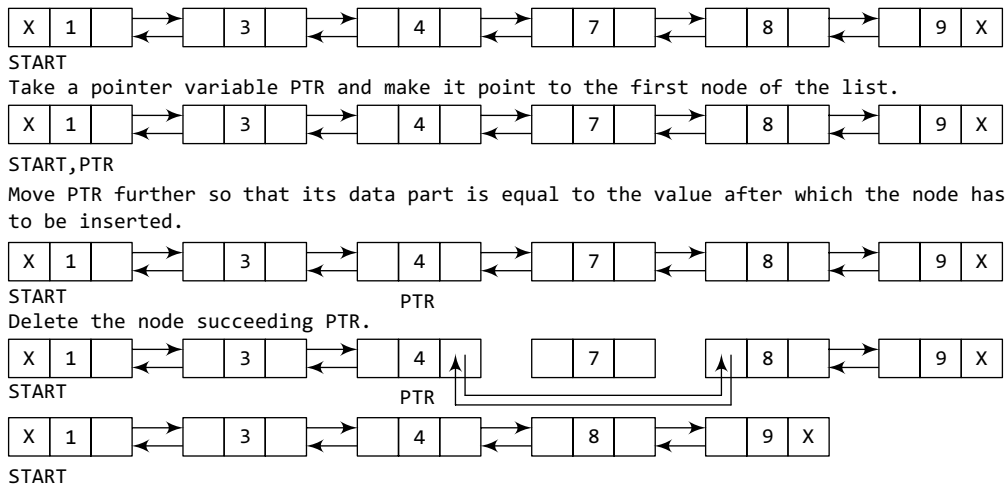 X 1 3 4 7 8 9 X
START
Take a pointer variable PTR and make it point to the first node of the list.
X 1 3 4 7 8 9 X
START,PTR
Move PTR further so that its data part is equal to the value after which the node has
to be inserted.
X 1 3 4 7 8 9 X
START PTR
Delete the node succeeding PTR.
X 1 3 4 7 8 9 X
START PTR
X 1 3 4 8 9 X
START